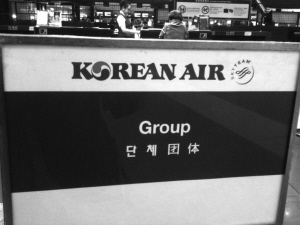 KOREAN AIR
SKYTEAM
Group
단체 团体